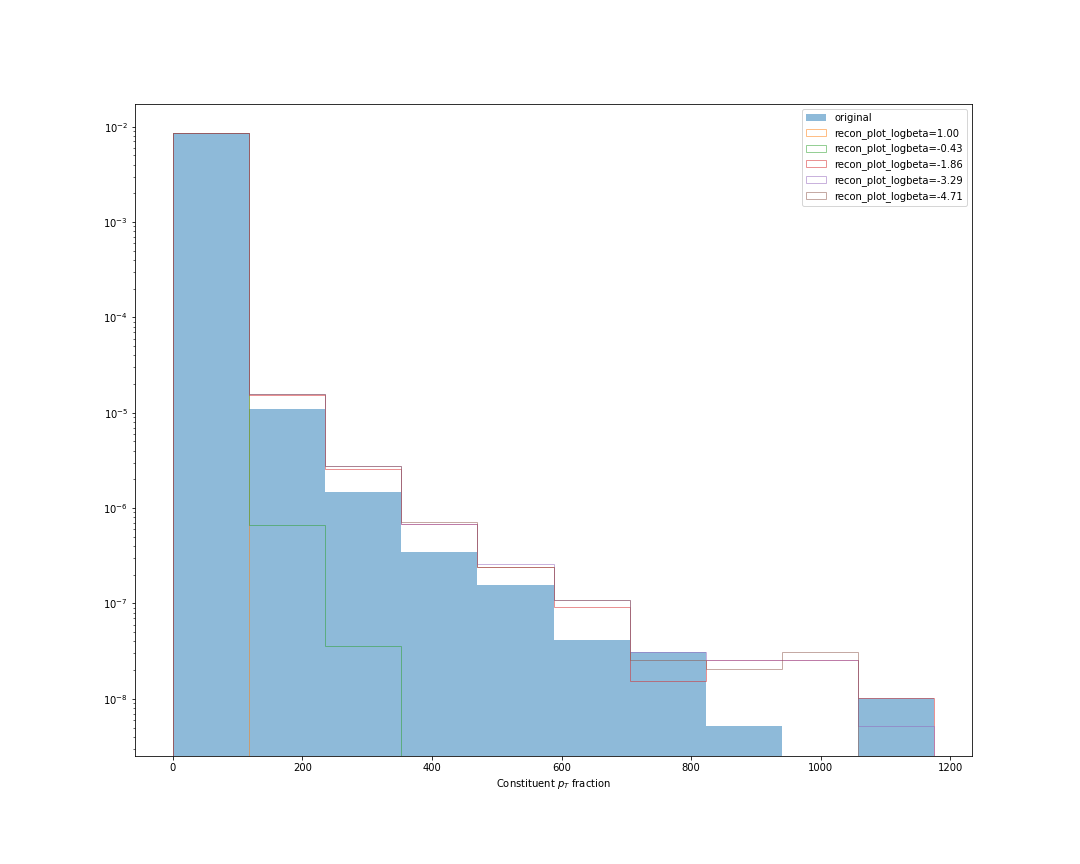 original
recon_plot_logbeta=1.00
recon_plot_logbeta=-0.43
recon_plot_logbeta=-1.86
recon_plot_logbeta=-3.29
recon_plot_logbeta=-4.71
10⁻²
10⁻³
10⁻⁴
10⁻⁵
10⁻⁶
10⁻⁷
10⁻⁸
0 200 400 600 800 1000 1200
Constituent p_T fraction